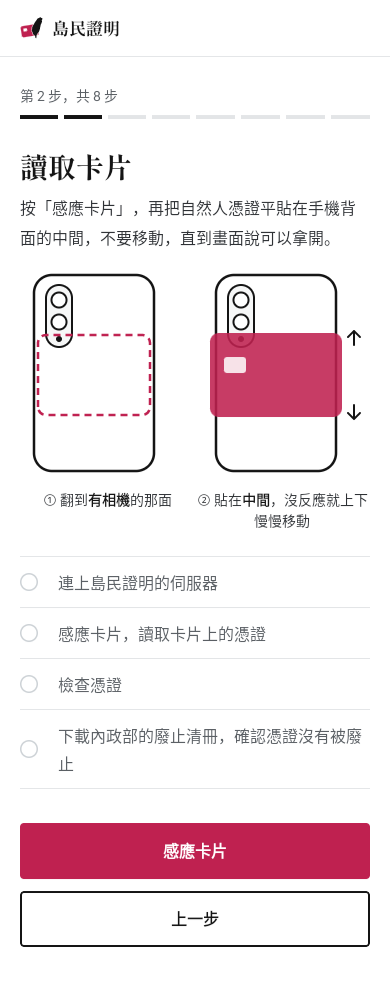 島民證明
第 2 步，共 8 步
讀取卡片
按「感應卡片」，再把自然人憑證平貼在手機背
面的中間，不要移動，直到畫面說可以拿開。
① 翻到有相機的那面
② 貼在中間，沒反應就上下
慢慢移動
連上島民證明的伺服器
感應卡片，讀取卡片上的憑證
檢查憑證
下載內政部的廢止清冊，確認憑證沒有被廢
止
感應卡片
上一步